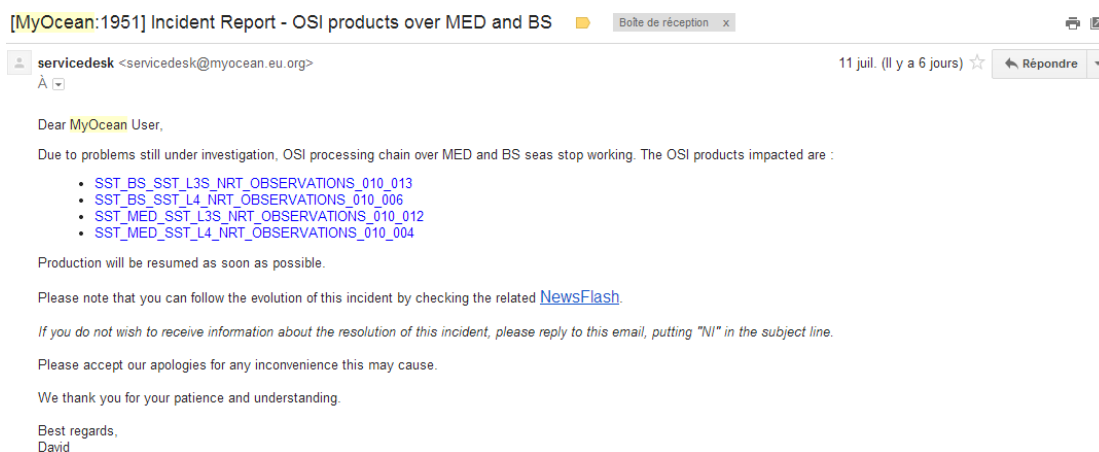 [MyOcean:1951] Incident Report - OSI products over MED and BS
Boîte de réception x
servicedesk <servicedesk@myocean.eu.org>
11 juil. (Il y a 6 jours)
Répondre
À
Dear MyOcean User,
Due to problems still under investigation, OSI processing chain over MED and BS seas stop working. The OSI products impacted are :
• SST_BS_SST_L3S_NRT_OBSERVATIONS_010_013
• SST_BS_SST_L4_NRT_OBSERVATIONS_010_006
• SST_MED_SST_L3S_NRT_OBSERVATIONS_010_012
• SST_MED_SST_L4_NRT_OBSERVATIONS_010_004
Production will be resumed as soon as possible.
Please note that you can follow the evolution of this incident by checking the related NewsFlash.
If you do not wish to receive information about the resolution of this incident, please reply to this email, putting "NI" in the subject line.
Please accept our apologies for any inconvenience this may cause.
We thank you for your patience and understanding.
Best regards,
David